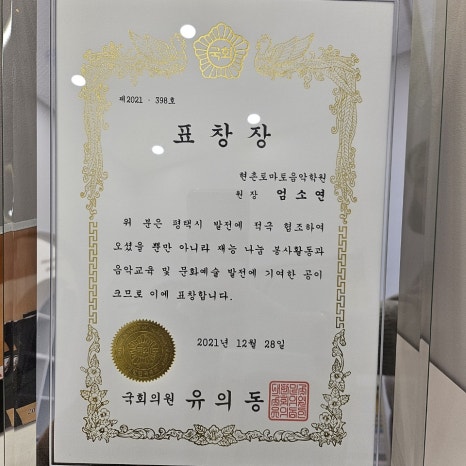 국회
제2021 - 398호
표 창 장
현촌토마토음악학원
원 장 엄 소 연
위 분은 평택시 발전에 적극 협조하여
오셨을 뿐만 아니라 재능 나눔 봉사활동과
음악교육 및 문화예술 발전에 기여한 공이
크므로 이에 표창합니다.
2021년 12월 28일
국회의원 유 의 동